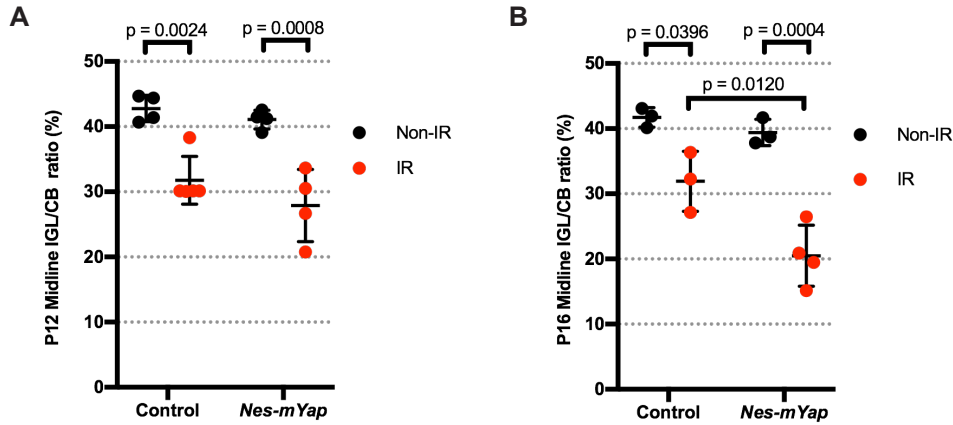 A
p = 0.0024
p = 0.0008
P12 Midline IGL/CB ratio (%)
50
40
30
20
10
0
Control
Nes-mYap
Non-IR
IR
B
p = 0.0396
p = 0.0004
p = 0.0120
P16 Midline IGL/CB ratio (%)
50
40
30
20
10
0
Control
Nes-mYap
Non-IR
IR